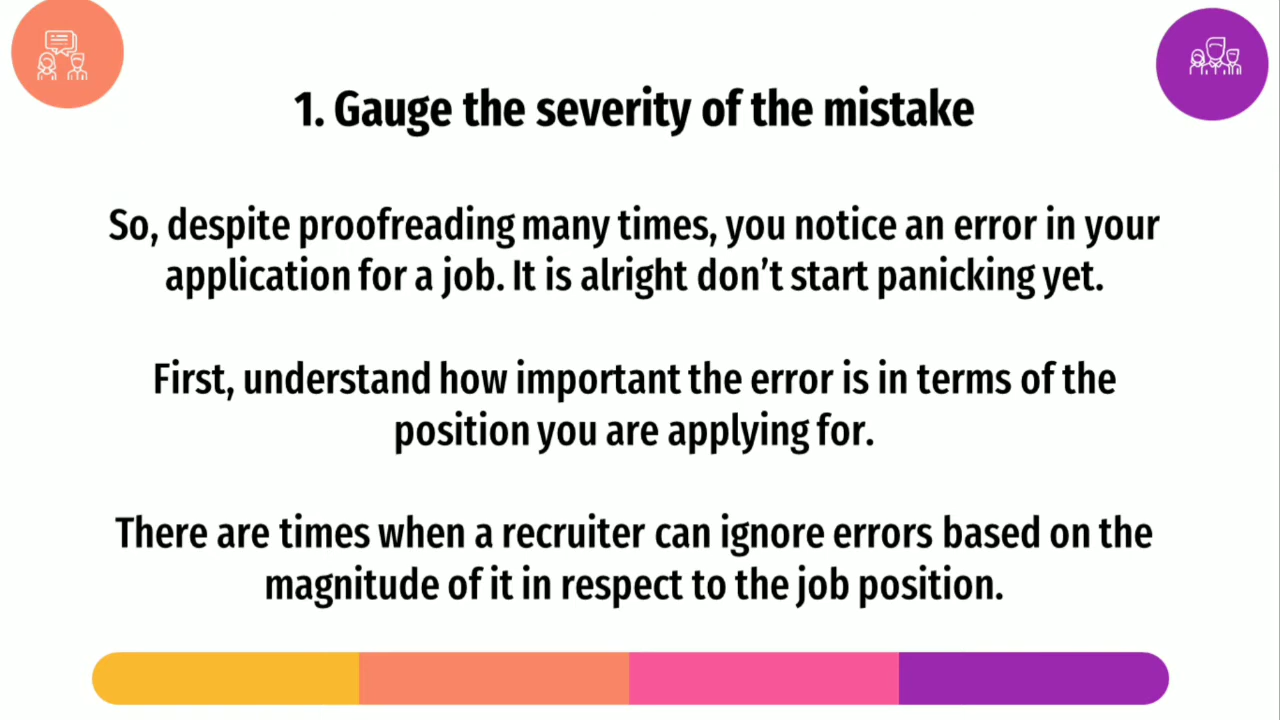 1. Gauge the severity of the mistake
So, despite proofreading many times, you notice an error in your
application for a job. It is alright don’t start panicking yet.
First, understand how important the error is in terms of the
position you are applying for.
There are times when a recruiter can ignore errors based on the
magnitude of it in respect to the job position.